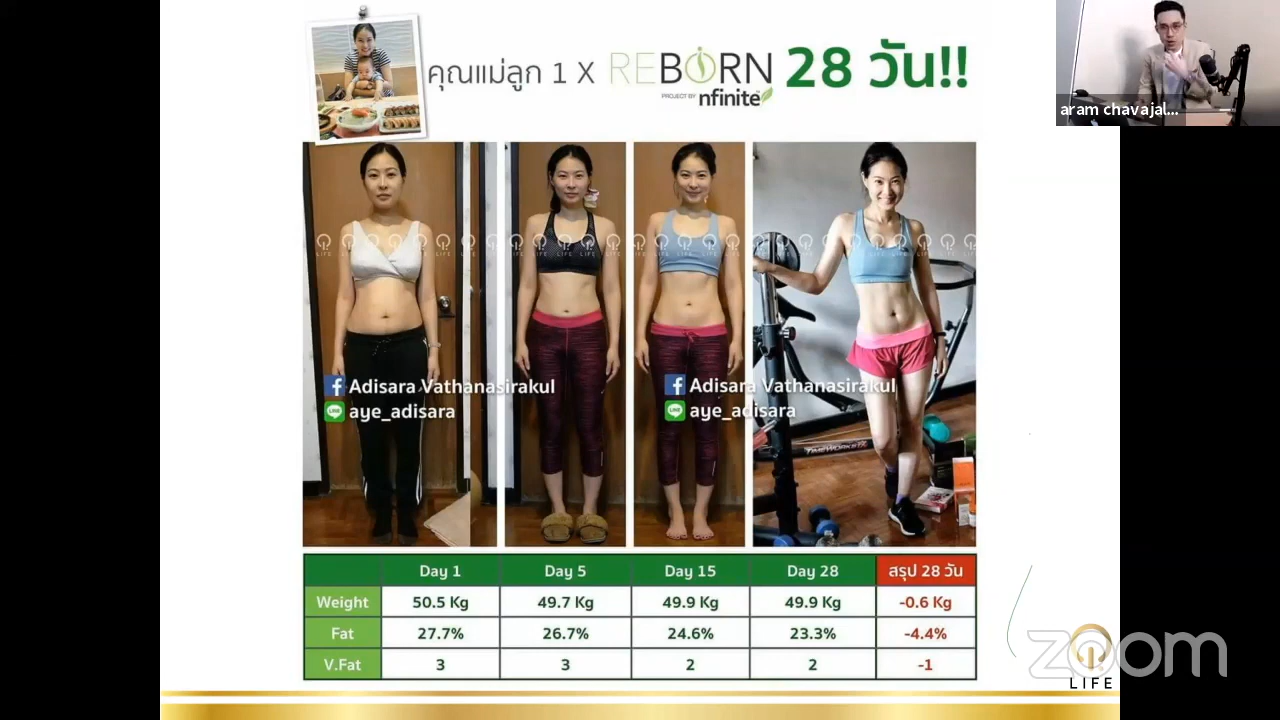 คุณแม่ลูก 1 X REBORN 28 วัน!!
PROJECT BY nfinite
aram chavajal...
Adisara Vathanasirakul
aye_adisara
Adisara Vathanasirakul
aye_adisara
Day 1 Day 5 Day 15 Day 28 สรุป 28 วัน
Weight 50.5 Kg 49.7 Kg 49.9 Kg 49.9 Kg -0.6 Kg
Fat 27.7% 26.7% 24.6% 23.3% -4.4%
V.Fat 3 3 2 2 -1
zoom
LIFE